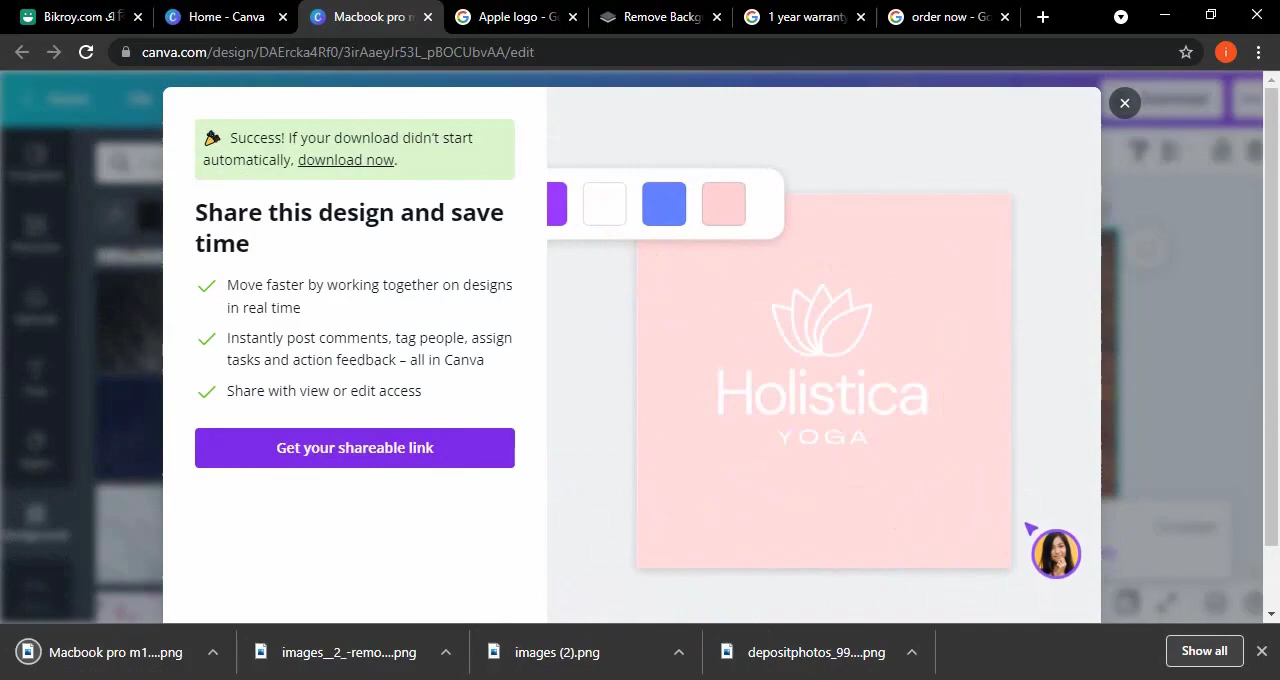 Bikroy.com
Home - Canva
Macbook pro m
Apple logo - G
Remove Backg
1 year warranty
order now - Go
canva.com/design/DAErcka4Rf0/3irAaeyJr53L_pBOCUbvAA/edit
i
Success! If your download didn't start
automatically, download now.
Share this design and save
time
Move faster by working together on designs
in real time
Instantly post comments, tag people, assign
tasks and action feedback – all in Canva
Share with view or edit access
Get your shareable link
Holistica
YOGA
Macbook pro m1....png
images__2_-remo....png
images (2).png
depositphotos_99....png
Show all